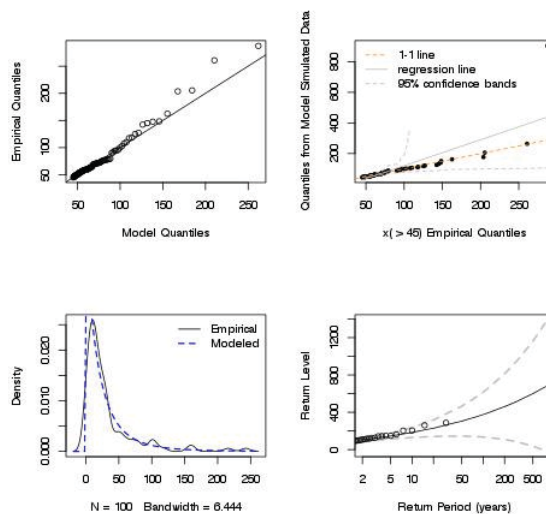 Empirical Quantiles
50 100 200
50 100 150 200 250
Model Quantiles
Quantiles from Model Simulated Data
200 400 600 800
1-1 line
regression line
95% confidence bands
50 100 150 200 250
x( > 45) Empirical Quantiles
Density
0.000 0.010 0.020
Empirical
Modeled
0 50 100 150 200 250
N = 100 Bandwidth = 6.444
Return Level
0 400 800 1200
2 5 10 50 500
Return Period (years)